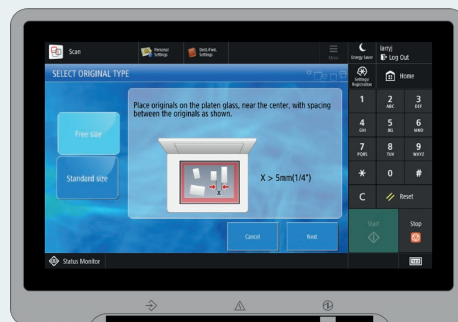 Scan
Personal Settings
Dest./Fwd. Settings
Menu
Energy Saver
larryj
Log Out
SELECT ORIGINAL TYPE
Settings/
Registration
Home
Place originals on the platen glass, near the center, with spacing
between the originals as shown.
Free size
Standard size
X
X > 5mm(1/4")
Cancel
Next
1
2 ABC
3 DEF
4 GHI
5 JKL
6 MNO
7 PQRS
8 TUV
9 WXYZ
*
0
#
C
Reset
Start
Stop
Status Monitor
123